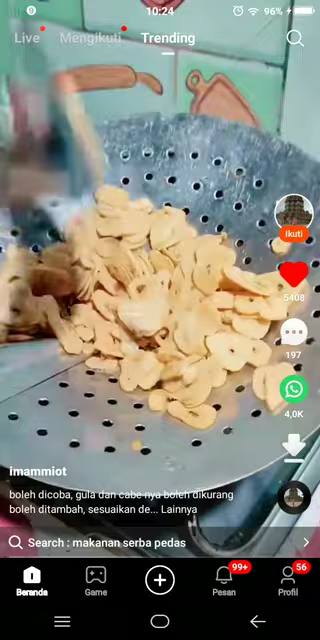 10:24
96%
Live
Mengikuti
Trending
Ikuti
5408
197
4,0K
imammiot
boleh dicoba, gula dan cabe nya boleh dikurang
boleh ditambah, sesuaikan de... Lainnya
Search : makanan serba pedas
99+
56
Beranda
Game
Pesan
Profil